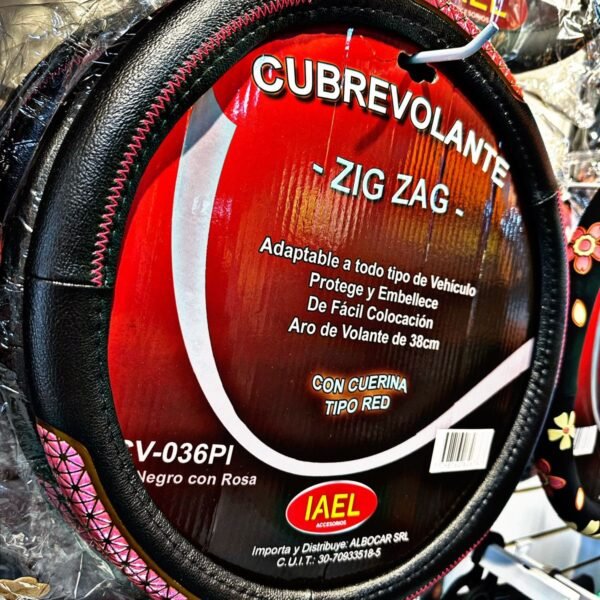 CUBREVOLANTE
- ZIG ZAG -
Adaptable a todo tipo de Vehículo
Protege y Embellece
De Fácil Colocación
Aro de Volante de 38cm
CON CUERINA
TIPO RED
CV-036PI
Negro con Rosa
IAEL
ACCESORIOS
Importa y Distribuye: ALBOCAR SRL
C.U.I.T.: 30-70933518-5